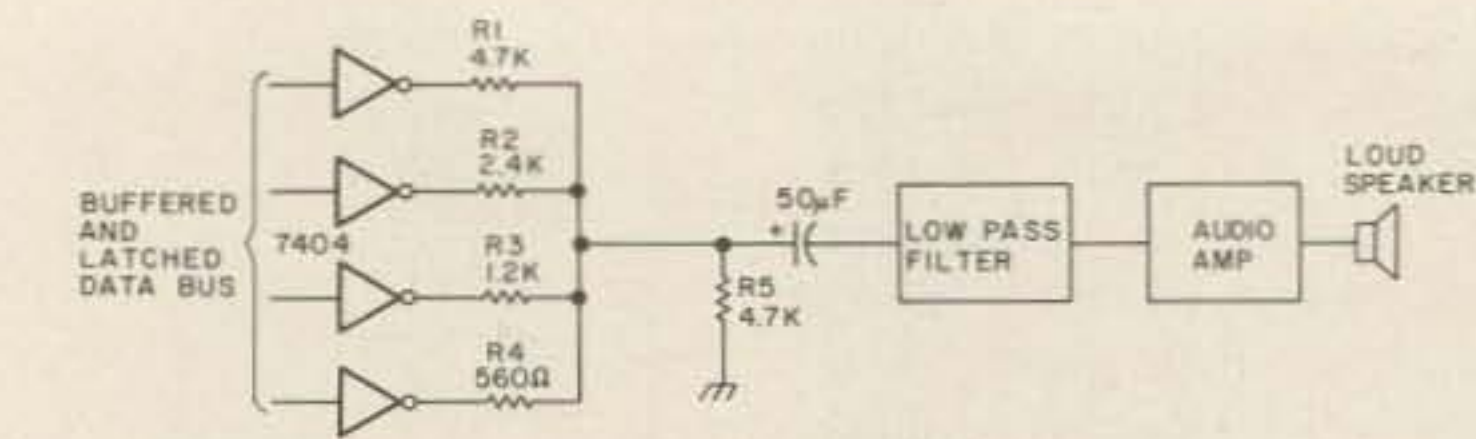 R1
4.7K
R2
2.4K
BUFFERED
AND
LATCHED
DATA BUS
7404
R3
1.2K
R4
560Ω
50µF
+
R5
4.7K
LOW PASS
FILTER
AUDIO
AMP
LOUD
SPEAKER